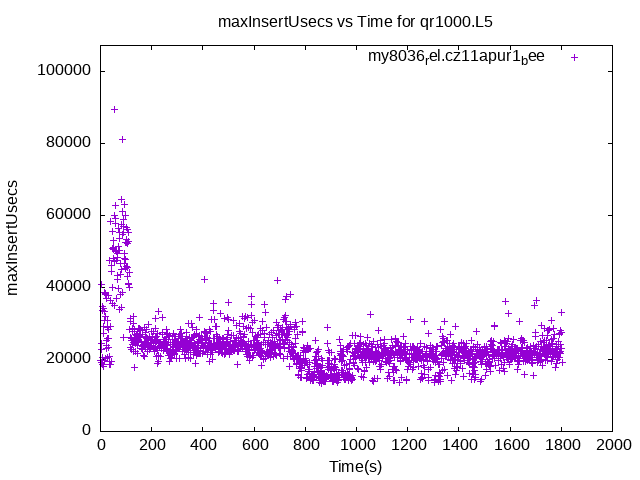 maxInsertUsecs vs Time for qr1000.L5
my8036rel.cz11apur1bee
maxInsertUsecs
100000
80000
60000
40000
20000
0
0 200 400 600 800 1000 1200 1400 1600 1800 2000
Time(s)